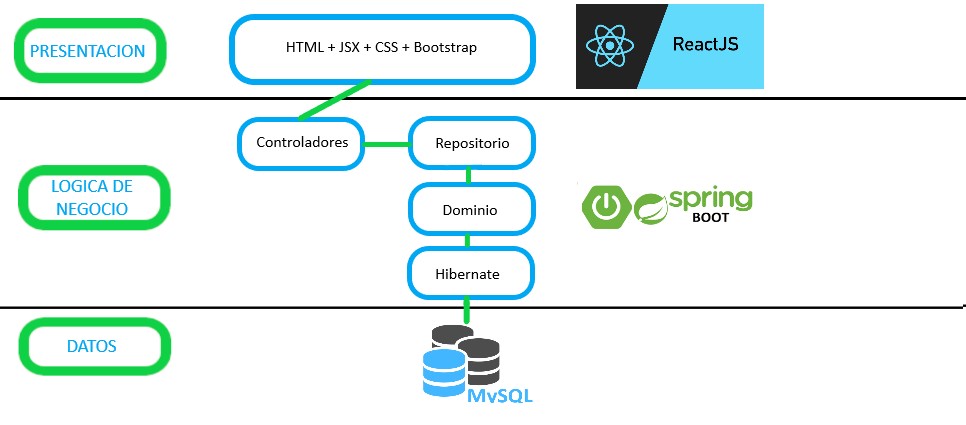 PRESENTACION
HTML + JSX + CSS + Bootstrap
ReactJS
Controladores
Repositorio
LOGICA DE
NEGOCIO
Dominio
spring
BOOT
Hibernate
DATOS
MySQL